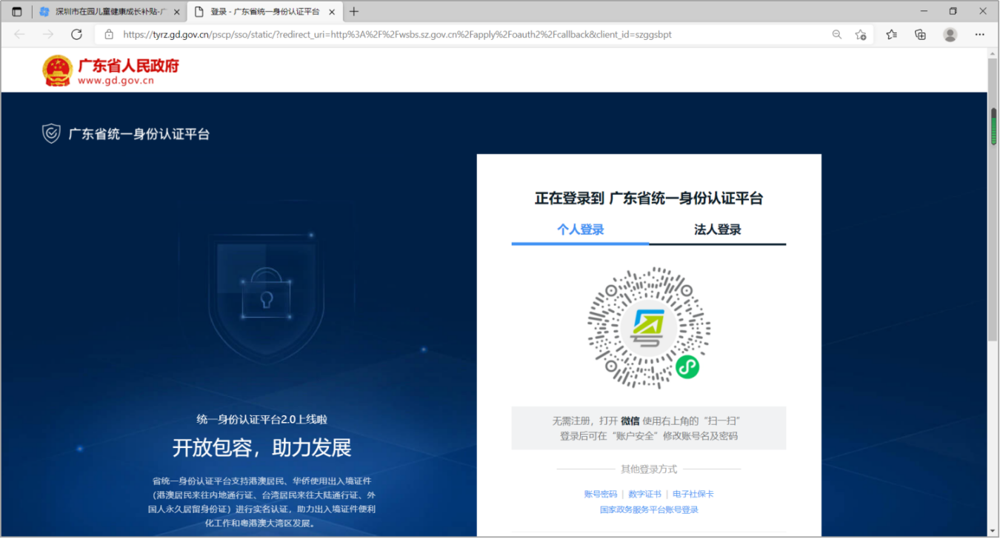 深圳市在园儿童健康成长补贴-广
登录 - 广东省统一身份认证平台
https://tyrz.gd.gov.cn/pscp/sso/static/?redirect_uri=http%3A%2F%2Fwsbs.sz.gov.cn%2Fapply%2Foauth2%2Fcallback&client_id=szggsbpt
广东省人民政府
www.gd.gov.cn
广东省统一身份认证平台
统一身份认证平台2.0上线啦
开放包容，助力发展
省统一身份认证平台支持港澳居民、华侨使用出入境证件
（港澳居民来往内地通行证、台湾居民来往大陆通行证、外
国人永久居留身份证）进行实名认证，助力出入境证件便利
化工作和粤港澳大湾区发展。
正在登录到 广东省统一身份认证平台
个人登录 法人登录
无需注册，打开 微信 使用右上角的“扫一扫”
登录后可在“账户安全”修改账号名及密码
其他登录方式
账号密码 | 数字证书 | 电子社保卡
国家政务服务平台账号登录